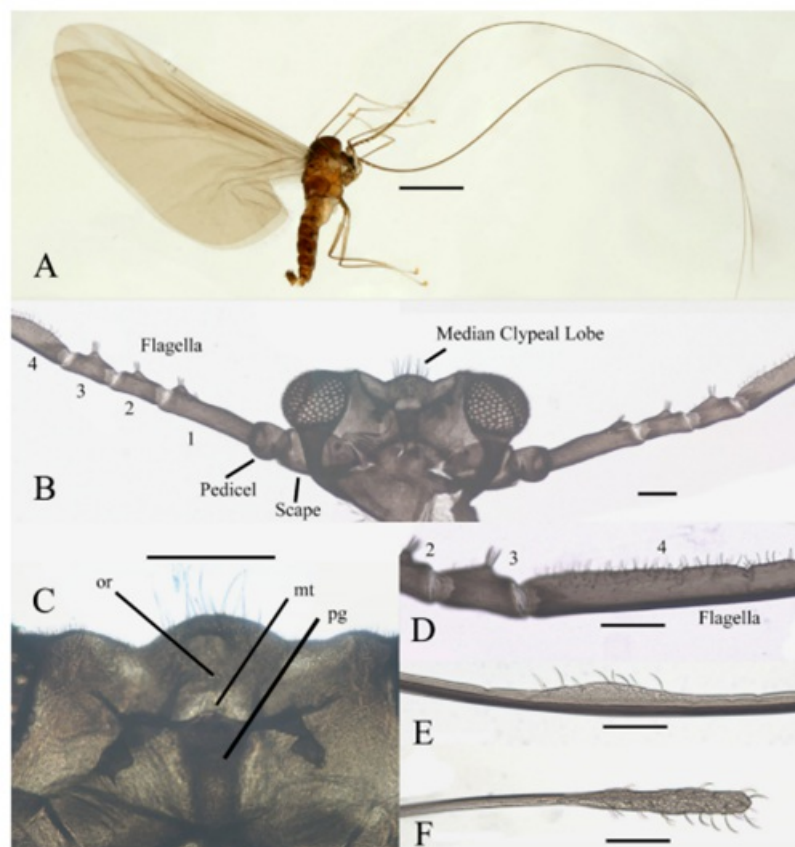 A
Median Clypeal Lobe
Flagella
4
3
2
1
Pedicel
Scape
B
C
or
mt
pg
2
3
4
D
Flagella
E
F